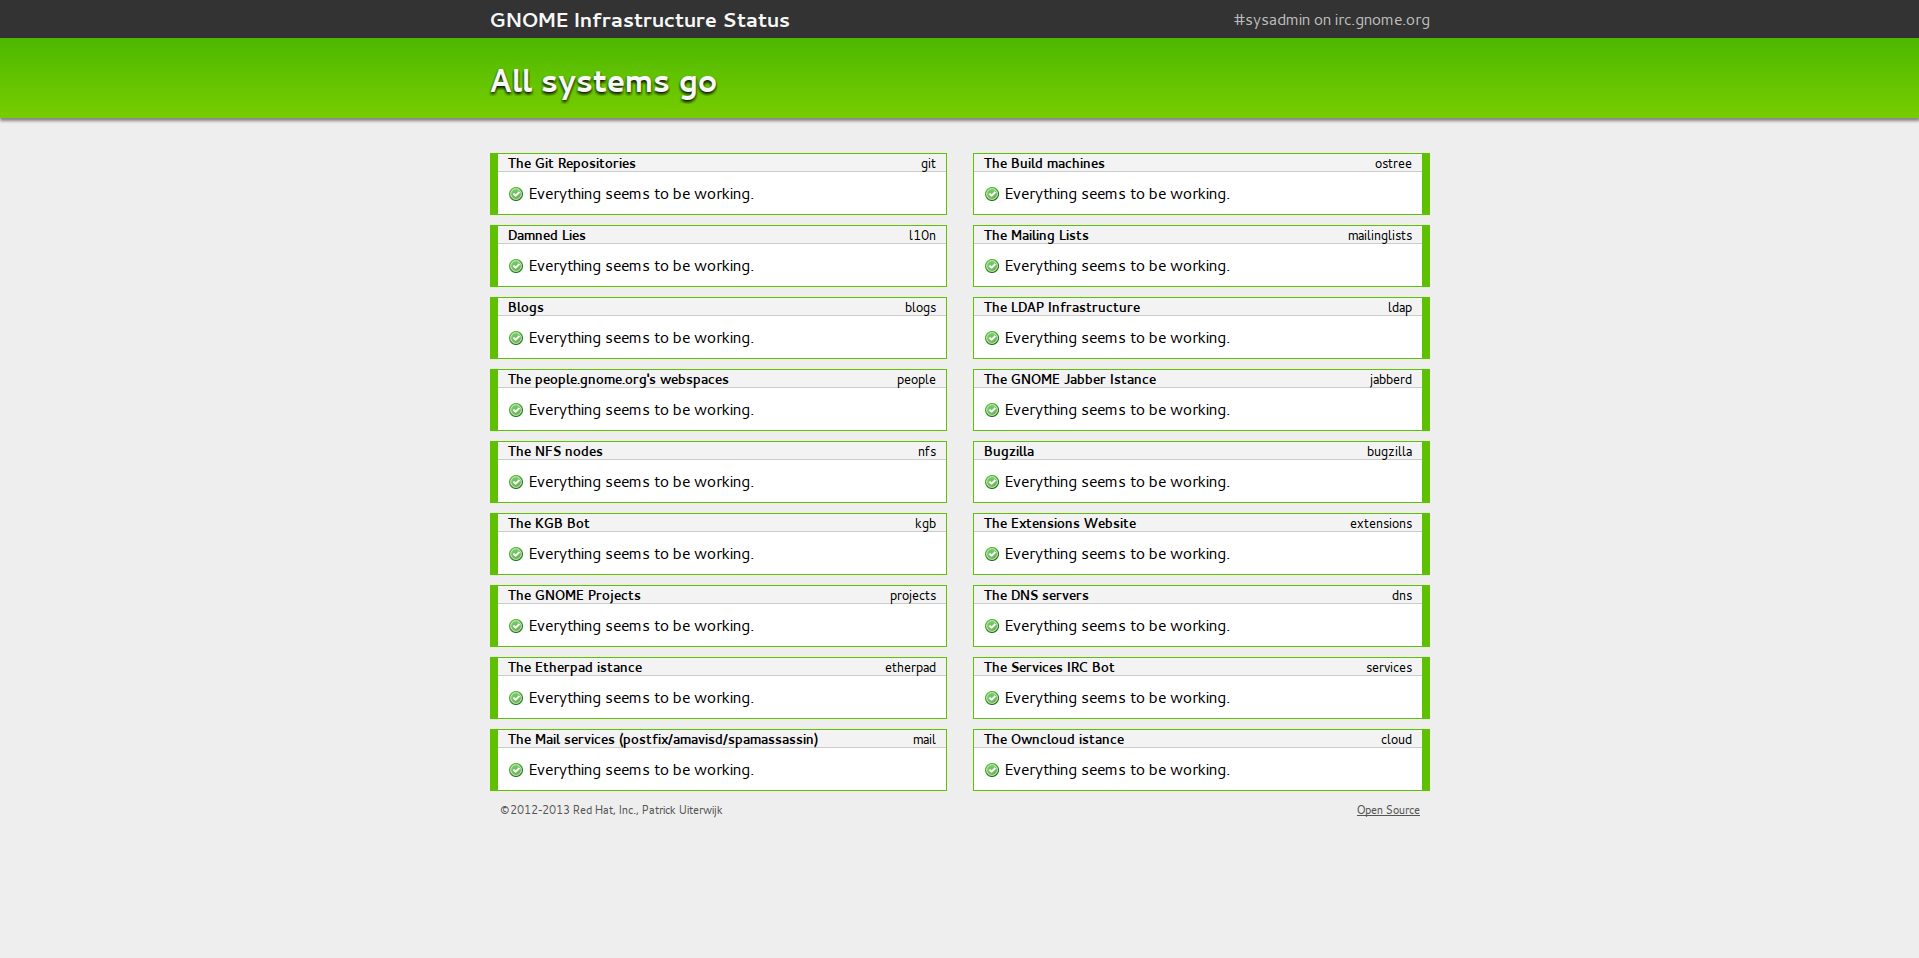 GNOME Infrastructure Status
#sysadmin on irc.gnome.org
All systems go
The Git Repositories git
Everything seems to be working.
The Build machines ostree
Everything seems to be working.
Damned Lies l10n
Everything seems to be working.
The Mailing Lists mailinglists
Everything seems to be working.
Blogs blogs
Everything seems to be working.
The LDAP Infrastructure ldap
Everything seems to be working.
The people.gnome.org's webspaces people
Everything seems to be working.
The GNOME Jabber Istance jabberd
Everything seems to be working.
The NFS nodes nfs
Everything seems to be working.
Bugzilla bugzilla
Everything seems to be working.
The KGB Bot kgb
Everything seems to be working.
The Extensions Website extensions
Everything seems to be working.
The GNOME Projects projects
Everything seems to be working.
The DNS servers dns
Everything seems to be working.
The Etherpad istance etherpad
Everything seems to be working.
The Services IRC Bot services
Everything seems to be working.
The Mail services (postfix/amavisd/spamassassin) mail
Everything seems to be working.
The Owncloud istance cloud
Everything seems to be working.
©2012-2013 Red Hat, Inc., Patrick Uiterwijk
Open Source